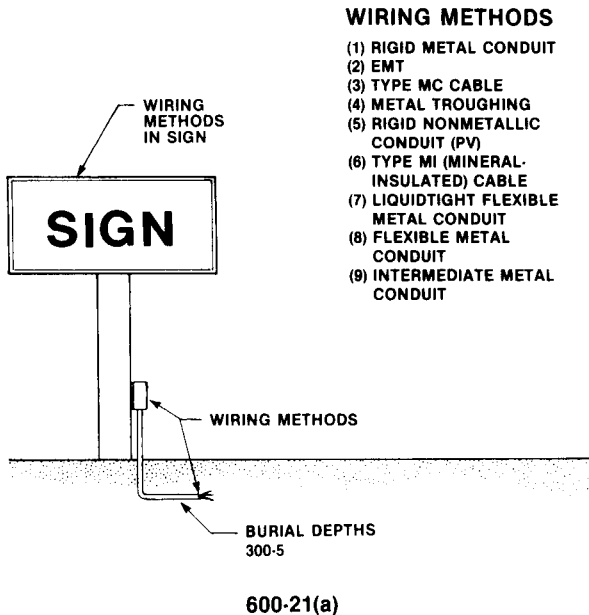 WIRING METHODS
(1) RIGID METAL CONDUIT
(2) EMT
(3) TYPE MC CABLE
(4) METAL TROUGHING
(5) RIGID NONMETALLIC
CONDUIT (PV)
(6) TYPE MI (MINERAL-
INSULATED) CABLE
(7) LIQUIDTIGHT FLEXIBLE
METAL CONDUIT
(8) FLEXIBLE METAL
CONDUIT
(9) INTERMEDIATE METAL
CONDUIT
WIRING
METHODS
IN SIGN
SIGN
WIRING METHODS
BURIAL DEPTHS
300-5
600-21(a)